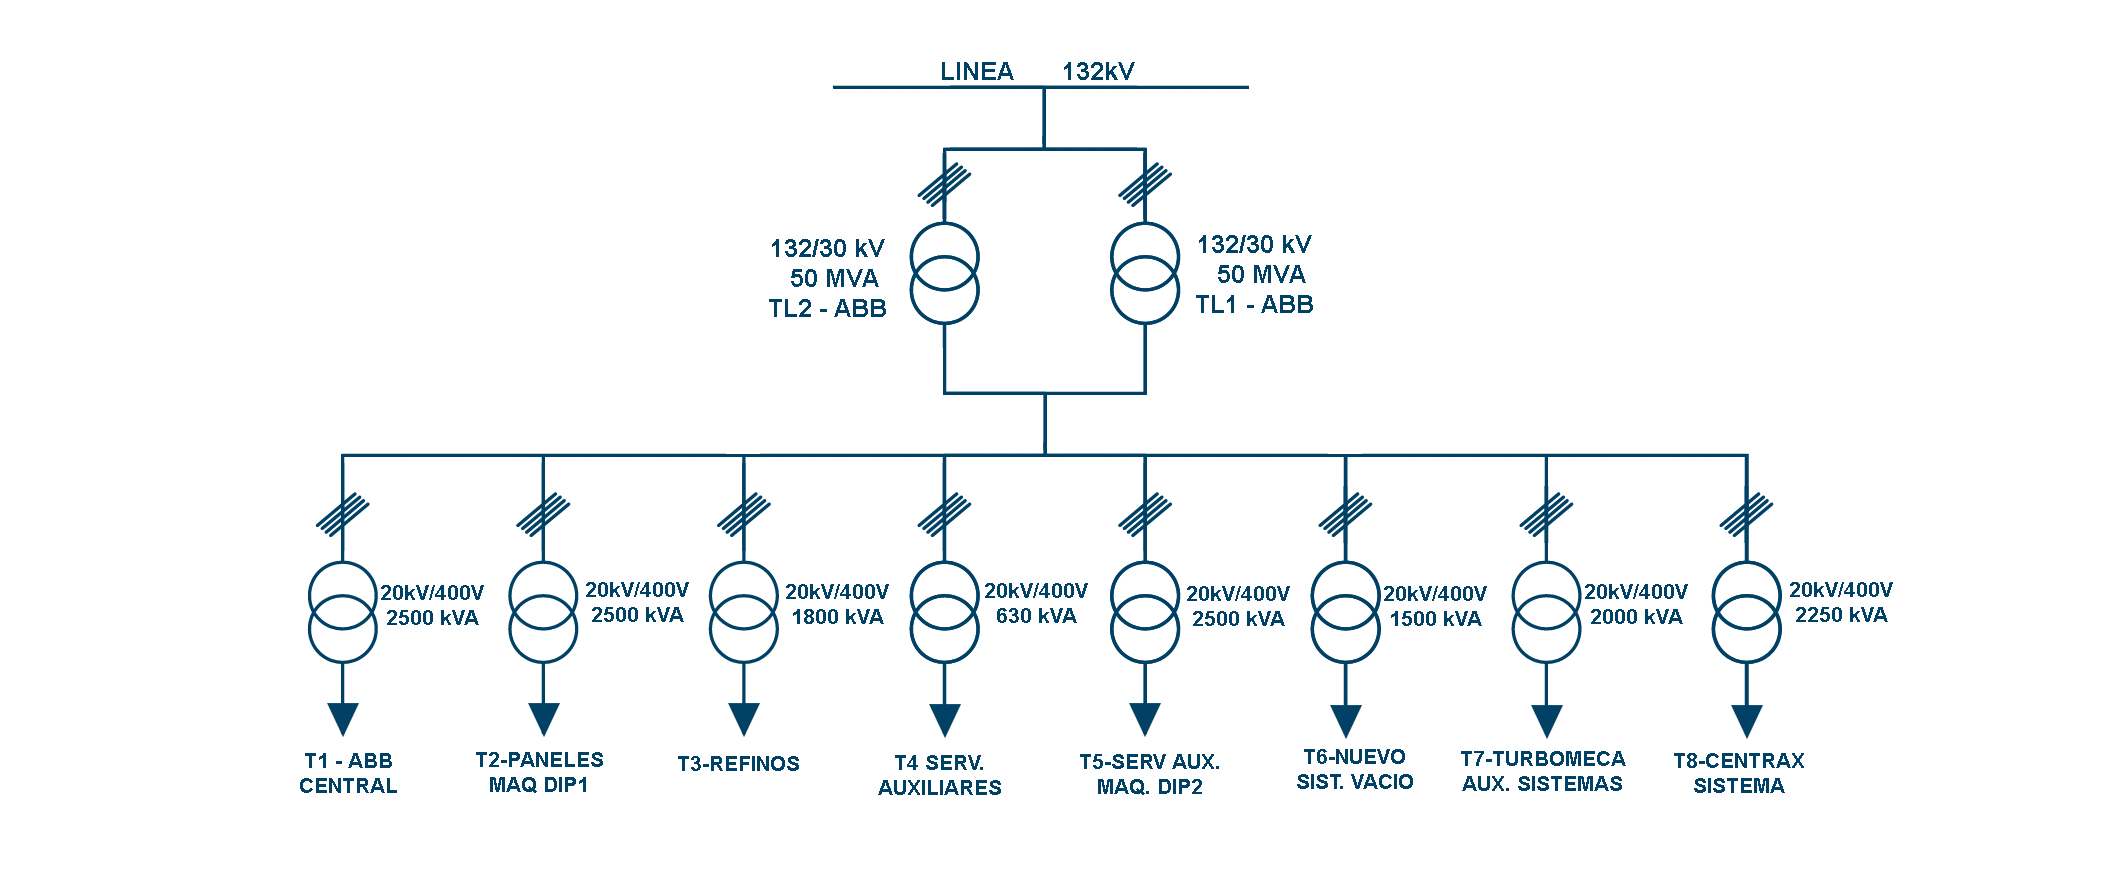 LINEA 132kV
132/30 kV
50 MVA
TL2 - ABB
132/30 kV
50 MVA
TL1 - ABB
20kV/400V
2500 kVA
20kV/400V
2500 kVA
20kV/400V
1800 kVA
20kV/400V
630 kVA
20kV/400V
2500 kVA
20kV/400V
1500 kVA
20kV/400V
2000 kVA
20kV/400V
2250 kVA
T1 - ABB
CENTRAL
T2-PANELES
MAQ DIP1
T3-REFINOS
T4 SERV.
AUXILIARES
T5-SERV AUX.
MAQ. DIP2
T6-NUEVO
SIST. VACIO
T7-TURBOMECA
AUX. SISTEMAS
T8-CENTRAX
SISTEMA